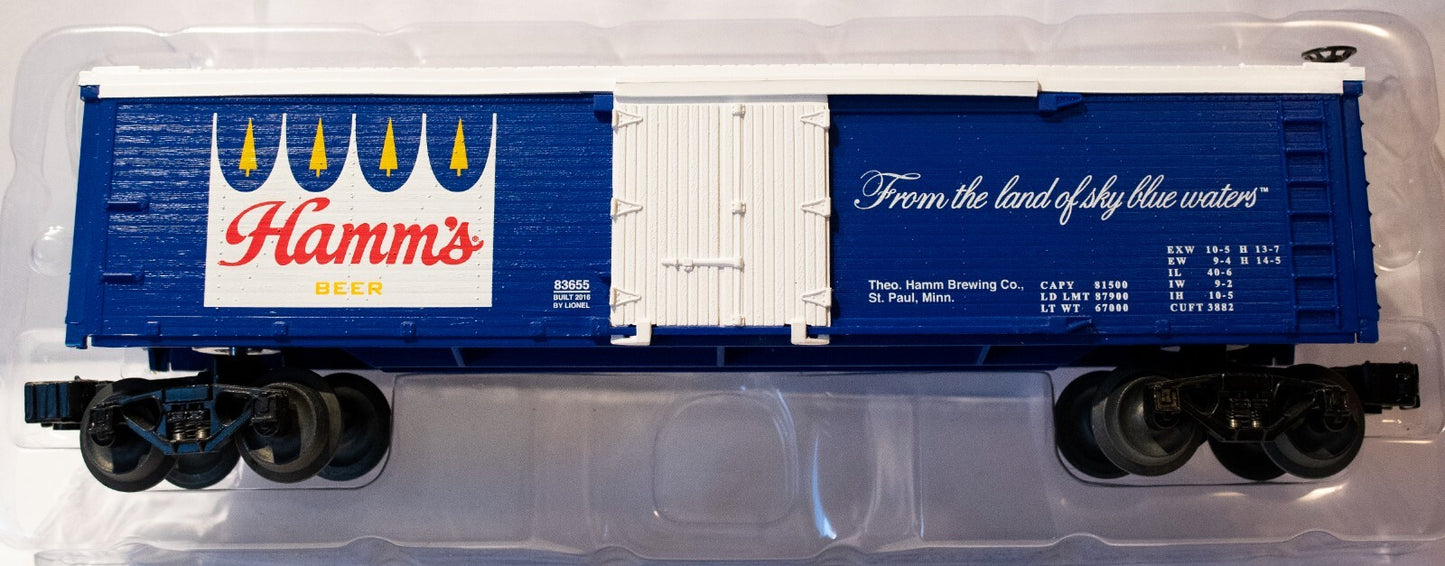 Hamm's®
BEER
83655
BUILT 2016
BY LIONEL
From the land of sky blue waters™
Theo. Hamm Brewing Co.,
St. Paul, Minn.
CAPY 81500
LD LMT 87900
LT WT 67000
EXW 10-5 H 13-7
EW 9-4 H 14-5
IL 40-6
IW 9-2
IH 10-5
CUFT 3882